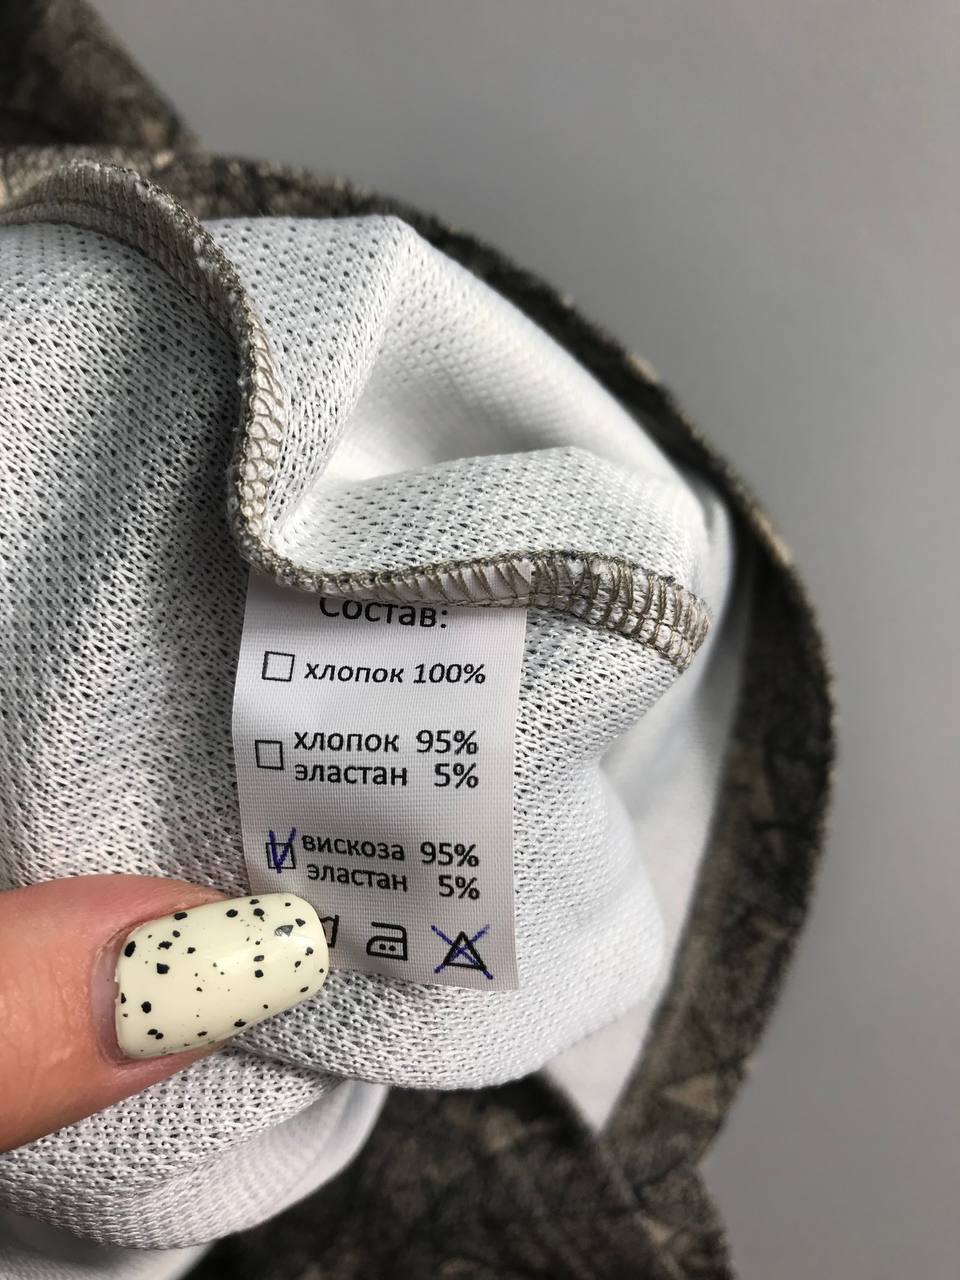 Состав:
хлопок 100%
хлопок 95%
эластан 5%
вискоза 95%
эластан 5%